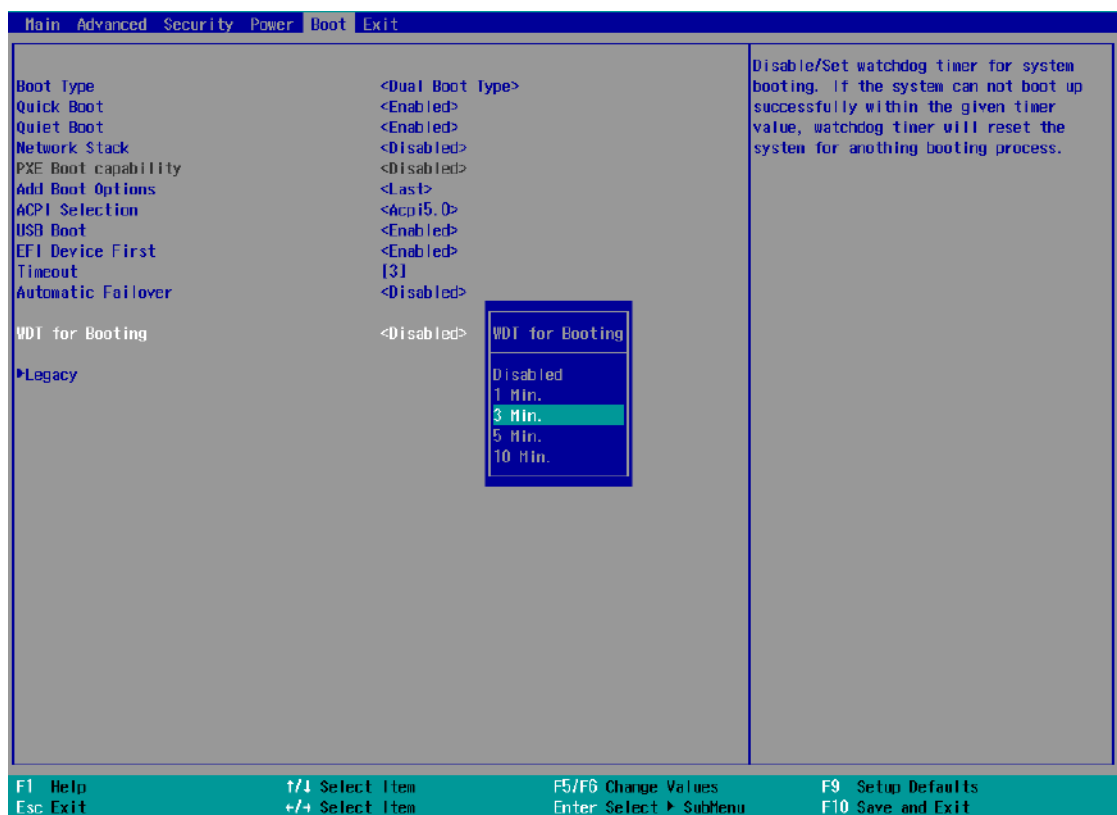 Main Advanced Security Power Boot Exit
Boot Type <Dual Boot Type>
Quick Boot <Enabled>
Quiet Boot <Enabled>
Network Stack <Disabled>
PXE Boot capability <Disabled>
Add Boot Options <Last>
ACPI Selection <Acpi5.0>
USB Boot <Enabled>
EFI Device First <Enabled>
Timeout [3]
Automatic Failover <Disabled>
WDT for Booting <Disabled>
▶Legacy
WDT for Booting
Disabled
1 Min.
3 Min.
5 Min.
10 Min.
Disable/Set watchdog timer for system
booting. If the system can not boot up
successfully within the given timer
value, watchdog timer will reset the
system for anothing booting process.
F1 Help ↑/↓ Select Item F5/F6 Change Values F9 Setup Defaults
Esc Exit ←/→ Select Item Enter Select ▶ SubMenu F10 Save and Exit